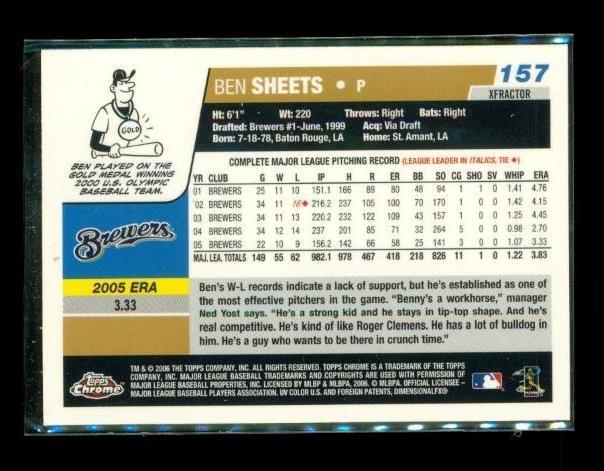 157
XFRACTOR
BEN SHEETS • P
Ht: 6'1" Wt: 220 Throws: Right Bats: Right
Drafted: Brewers #1-June, 1999 Acq: Via Draft
Born: 7-18-78, Baton Rouge, LA Home: St. Amant, LA
GOLD
BEN PLAYED ON THE
GOLD MEDAL WINNING
2000 U.S. OLYMPIC
BASEBALL TEAM.
COMPLETE MAJOR LEAGUE PITCHING RECORD (LEAGUE LEADER IN ITALICS, TIE ♦)
YR CLUB G W L IP H R ER BB SO CG SHO SV WHIP ERA
01 BREWERS 25 11 10 151.1 166 89 80 48 94 1 1 0 1.41 4.76
'02 BREWERS 34 11 16♦ 216.2 237 105 100 70 170 1 0 0 1.42 4.15
03 BREWERS 34 11 13 220.2 232 122 109 43 157 1 0 0 1.25 4.45
04 BREWERS 34 12 14 237 201 85 71 32 264 5 0 0 0.98 2.70
05 BREWERS 22 10 9 156.2 142 66 58 25 141 3 0 0 1.07 3.33
MAJ. LEA. TOTALS 149 55 62 982.1 978 467 418 218 826 11 1 0 1.22 3.83
Brewers
2005 ERA
3.33
Ben's W-L records indicate a lack of support, but he's established as one of
the most effective pitchers in the game. "Benny's a workhorse," manager
Ned Yost says. "He's a strong kid and he stays in tip-top shape. And he's
real competitive. He's kind of like Roger Clemens. He has a lot of bulldog in
him. He's a guy who wants to be there in crunch time."
Topps
Chrome
TM & © 2006 THE TOPPS COMPANY, INC. ALL RIGHTS RESERVED. TOPPS CHROME IS A TRADEMARK OF THE TOPPS
COMPANY, INC. MAJOR LEAGUE BASEBALL TRADEMARKS AND COPYRIGHTS ARE USED WITH PERMISSION OF
MAJOR LEAGUE BASEBALL PROPERTIES, INC. LICENSED BY MLBP & MLBPA, 2006. © MLBPA. OFFICIAL LICENSEE –
MAJOR LEAGUE BASEBALL PLAYERS ASSOCIATION. UV COLOR U.S. AND FOREIGN PATENTS, DIMENSIONALFX®